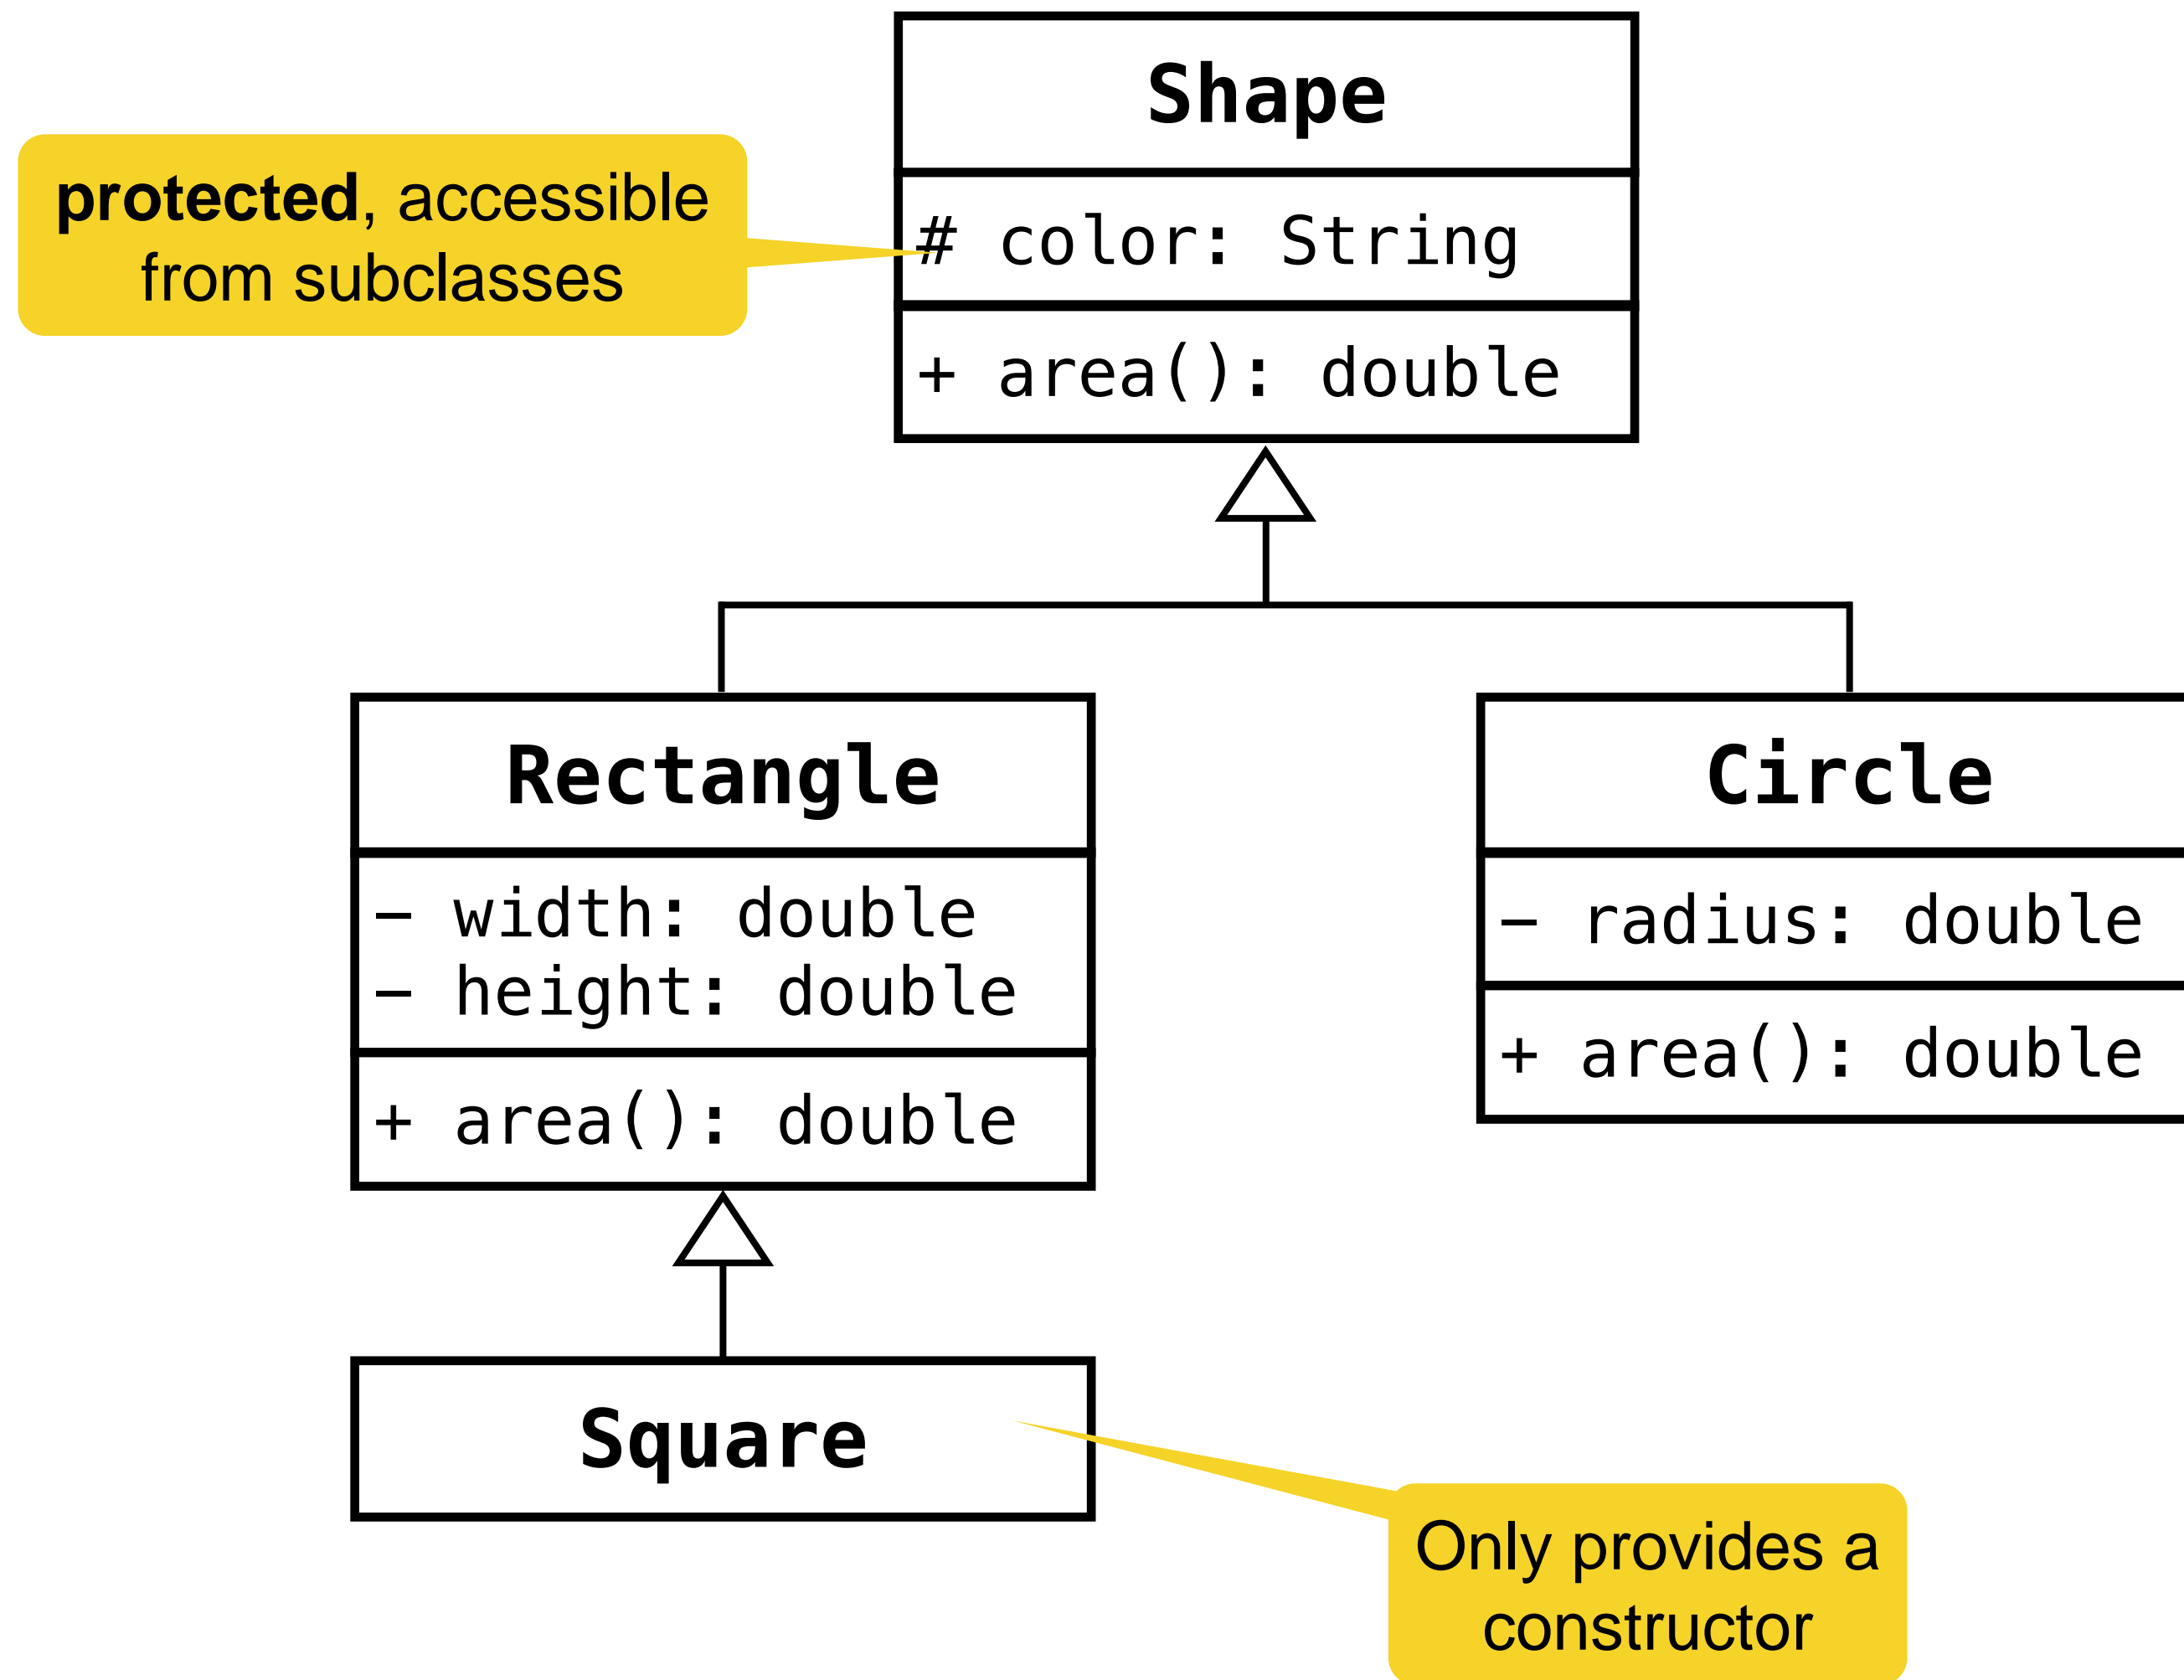 Shape
protected, accessible
from subclasses
# color: String
+ area(): double
Rectangle
Circle
– width: double
– height: double
– radius: double
+ area(): double
+ area(): double
Square
Only provides a
constructor